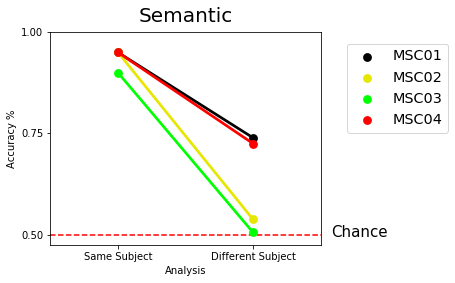 Semantic
1.00
0.75
0.50
Accuracy %
Same Subject
Different Subject
Analysis
MSC01
MSC02
MSC03
MSC04
Chance